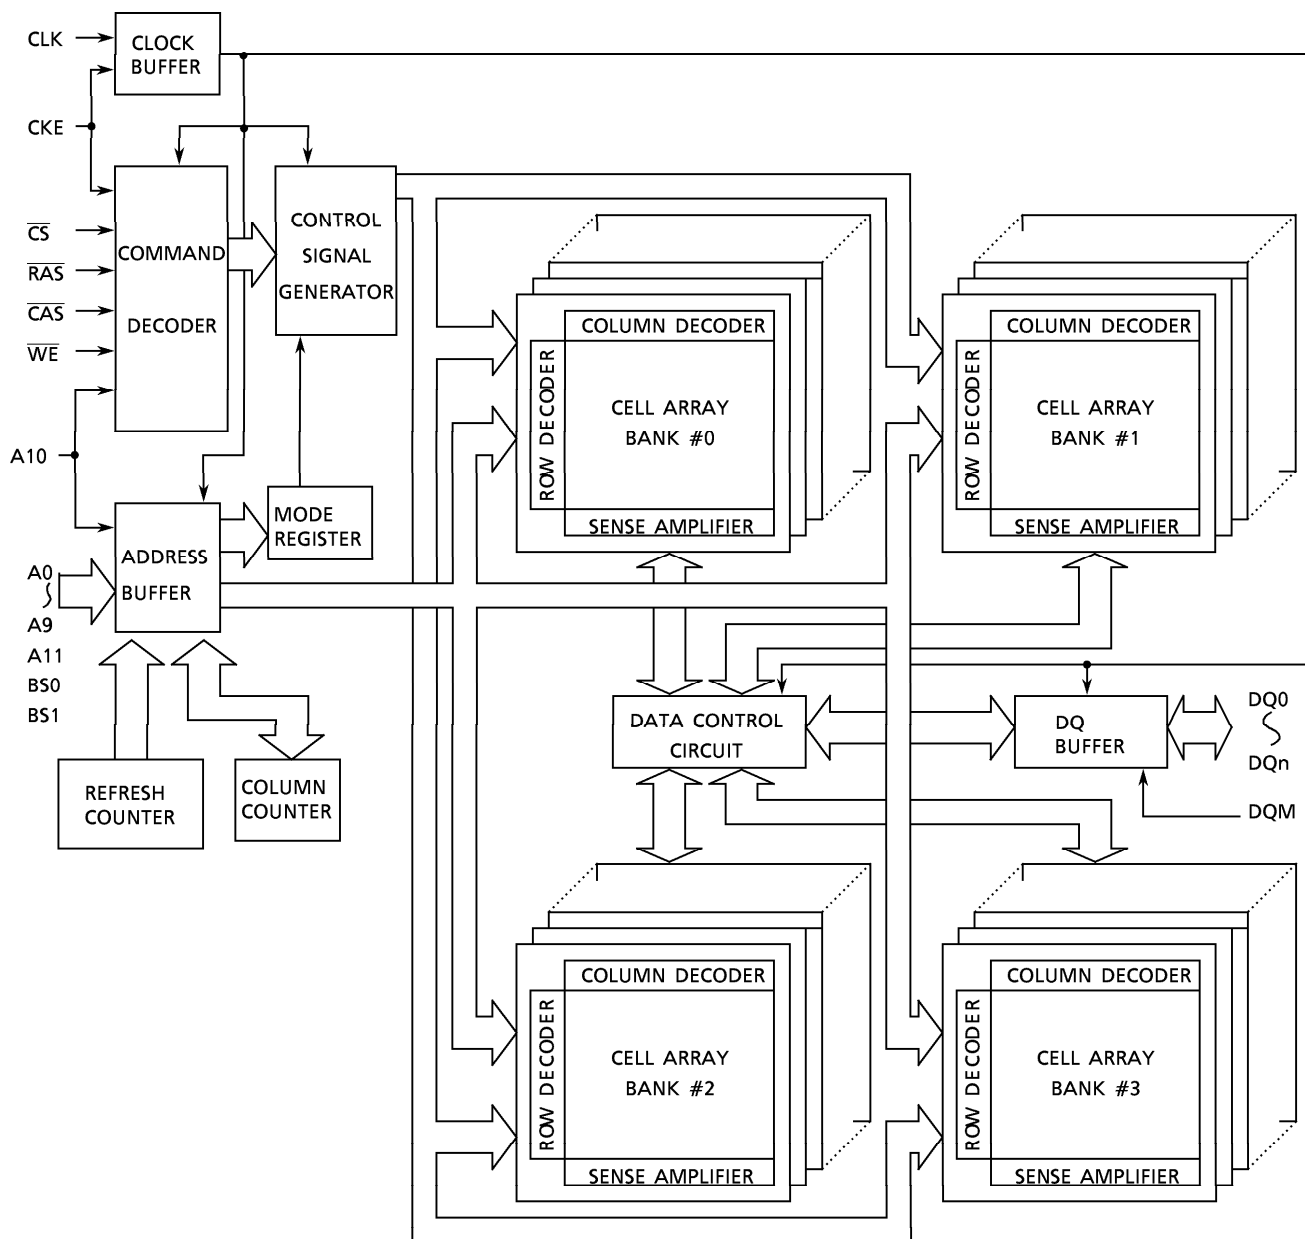 CLK
CLOCK
BUFFER
CKE
CS
RAS
CAS
WE
COMMAND
DECODER
CONTROL
SIGNAL
GENERATOR
A10
MODE
REGISTER
A0
A9
A11
BS0
BS1
ADDRESS
BUFFER
REFRESH
COUNTER
COLUMN
COUNTER
COLUMN DECODER
ROW DECODER
CELL ARRAY
BANK #0
SENSE AMPLIFIER
COLUMN DECODER
ROW DECODER
CELL ARRAY
BANK #1
SENSE AMPLIFIER
DATA CONTROL
CIRCUIT
DQ
BUFFER
DQ0
DQn
DQM
COLUMN DECODER
ROW DECODER
CELL ARRAY
BANK #2
SENSE AMPLIFIER
COLUMN DECODER
ROW DECODER
CELL ARRAY
BANK #3
SENSE AMPLIFIER